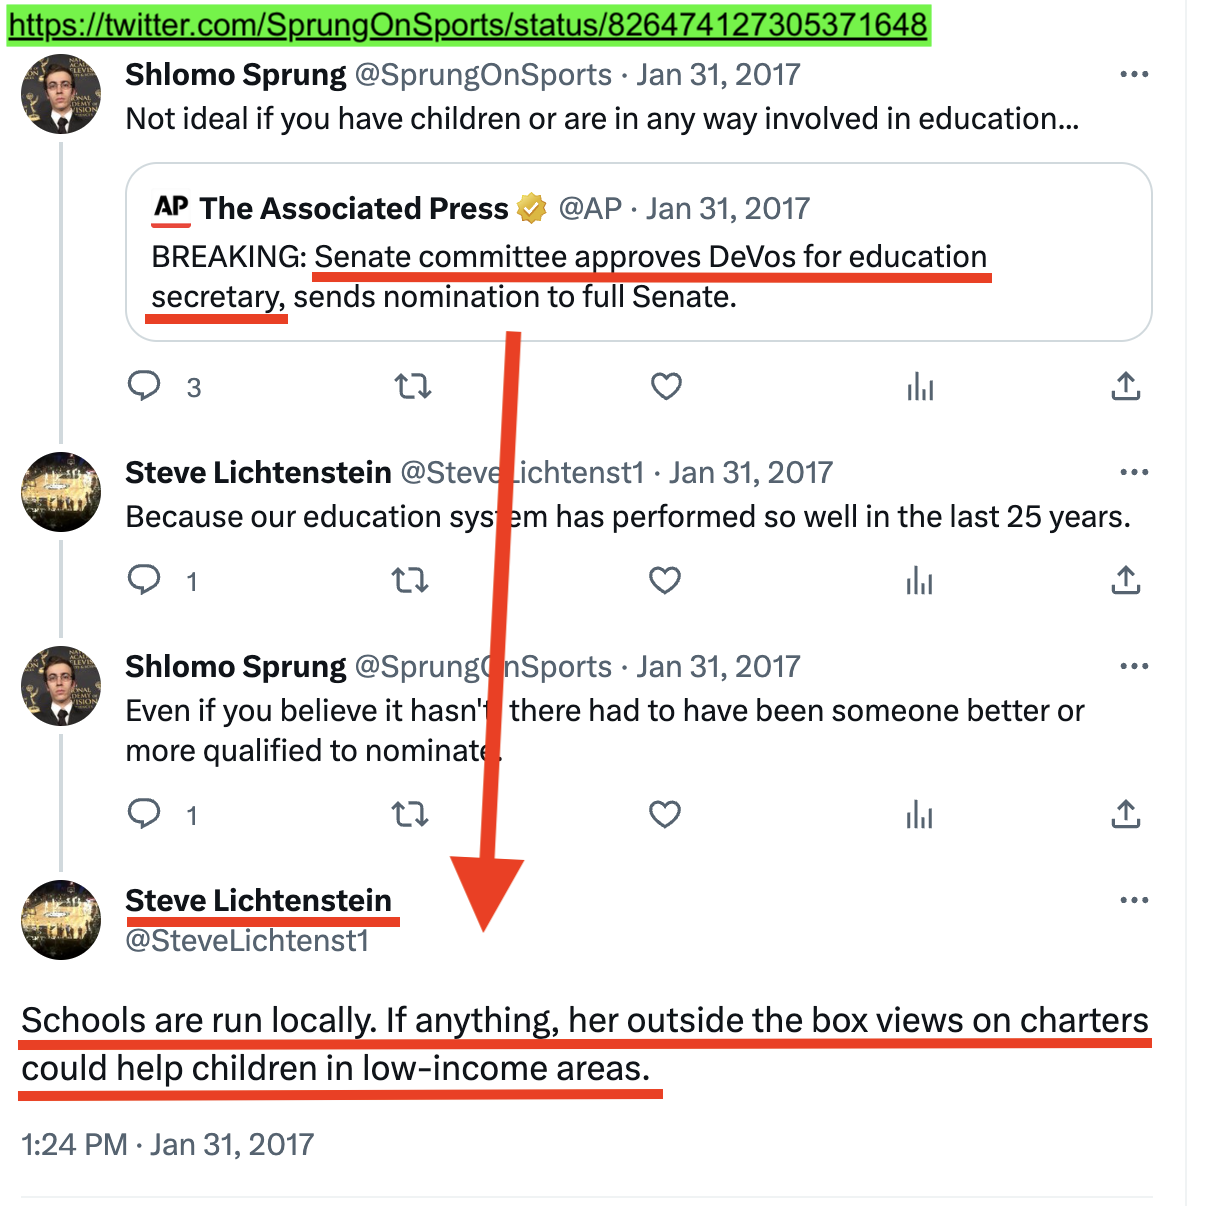 https://twitter.com/SprungOnSports/status/826474127305371648
Shlomo Sprung @SprungOnSports · Jan 31, 2017
Not ideal if you have children or are in any way involved in education...
AP The Associated Press @AP · Jan 31, 2017
BREAKING: Senate committee approves DeVos for education
secretary, sends nomination to full Senate.
3
Steve Lichtenstein @SteveLichtenst1 · Jan 31, 2017
Because our education system has performed so well in the last 25 years.
1
Shlomo Sprung @SprungOnSports · Jan 31, 2017
Even if you believe it hasn't, there had to have been someone better or
more qualified to nominate.
1
Steve Lichtenstein
@SteveLichtenst1
Schools are run locally. If anything, her outside the box views on charters
could help children in low-income areas.
1:24 PM · Jan 31, 2017